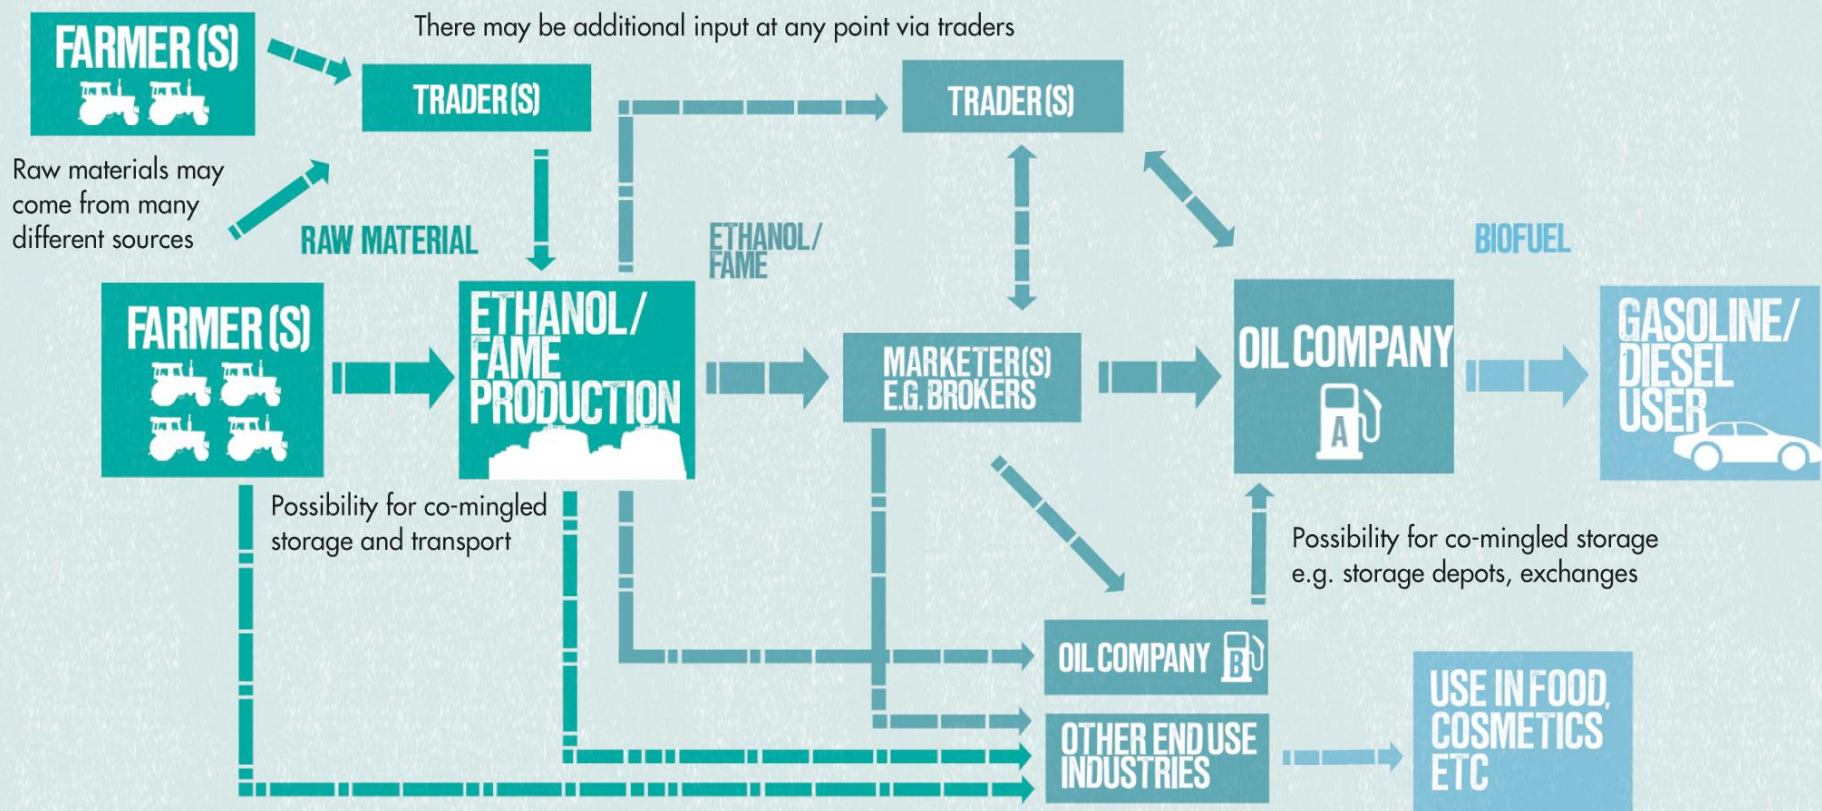 There may be additional input at any point via traders
FARMER(S)
TRADER(S)
TRADER(S)
Raw materials may
come from many
different sources
RAW MATERIAL
ETHANOL/
FAME
BIOFUEL
FARMER(S)
ETHANOL/
FAME
PRODUCTION
MARKETER(S)
E.G. BROKERS
OIL COMPANY
A
GASOLINE/
DIESEL
USER
Possibility for co-mingled
storage and transport
Possibility for co-mingled storage
e.g. storage depots, exchanges
OIL COMPANY B
OTHER END USE
INDUSTRIES
USE IN FOOD,
COSMETICS
ETC